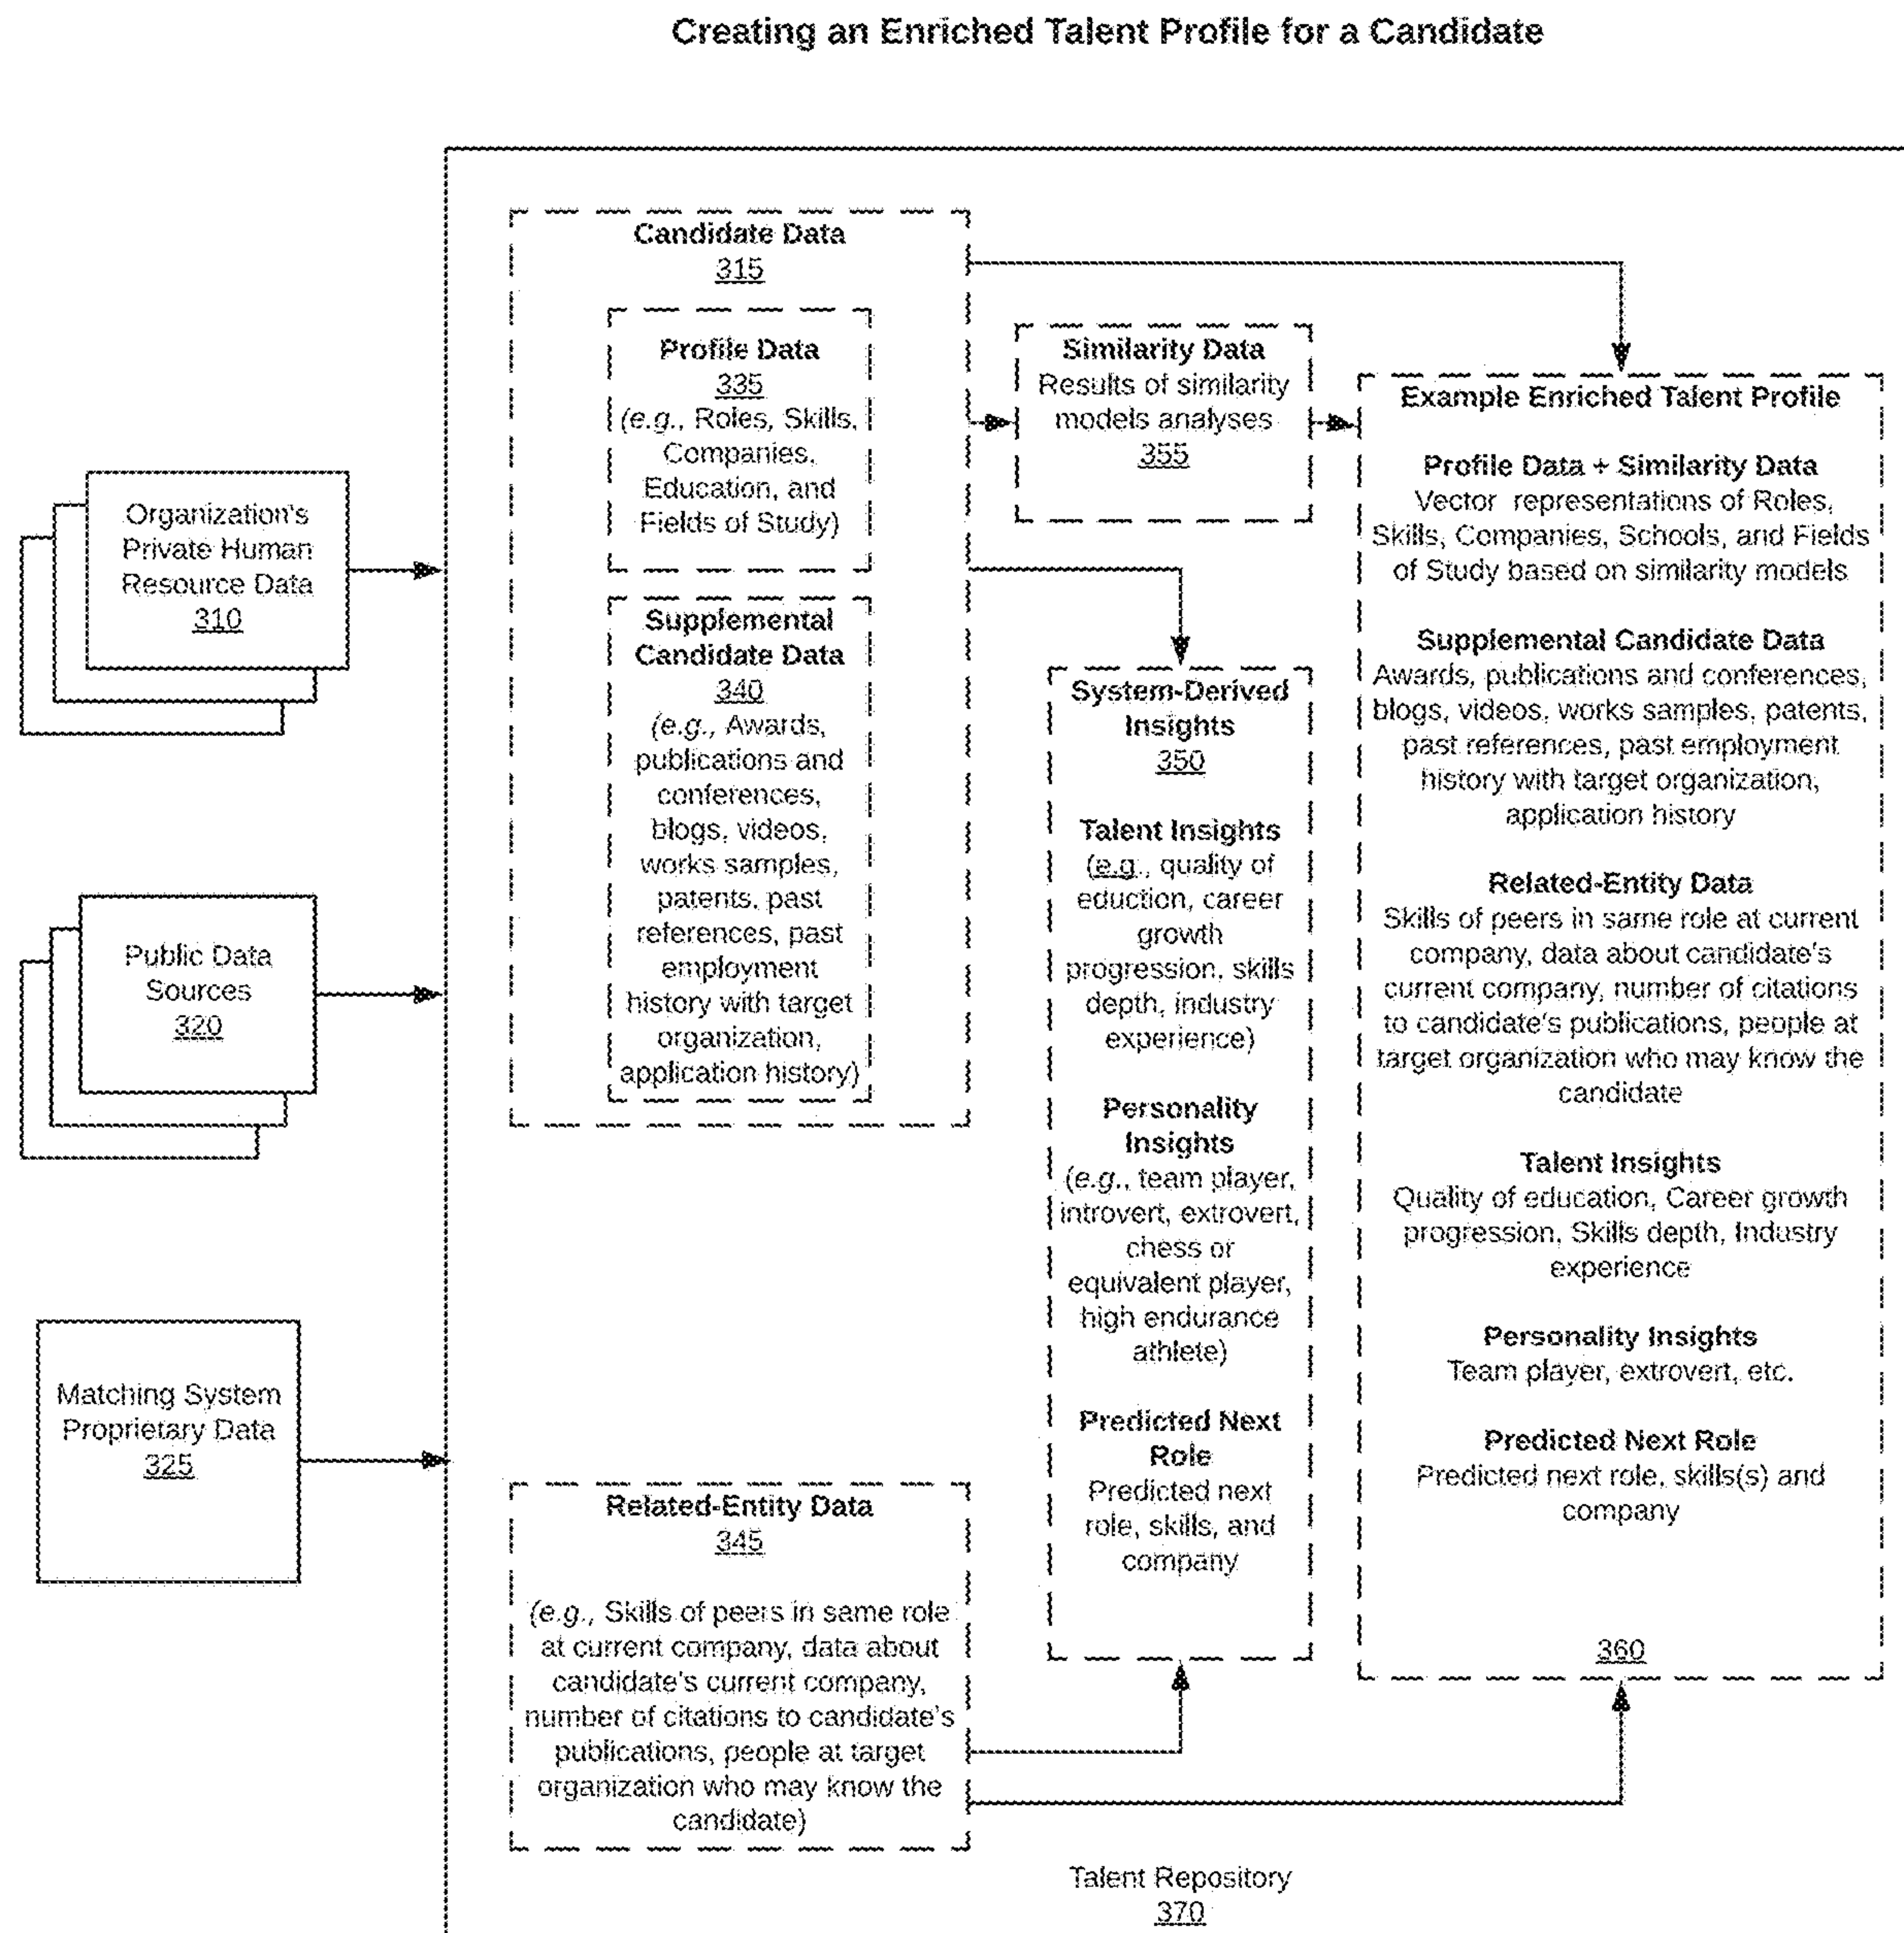 Creating an Enriched Talent Profile for a Candidate
Organization's
Private Human
Resource Data
310
Public Data
Sources
320
Matching System
Proprietary Data
325
Candidate Data
315
Profile Data
335
(e.g., Roles, Skills,
Companies,
Education, and
Fields of Study)
Supplemental
Candidate Data
340
(e.g., Awards,
publications and
conferences,
blogs, videos,
works samples,
patents, past
references, past
employment
history with target
organization,
application history)
Related-Entity Data
345
(e.g., Skills of peers in same role
at current company, data about
candidate's current company,
number of citations to candidate's
publications, people at target
organization who may know the
candidate)
Similarity Data
Results of similarity
models analyses
355
System-Derived
Insights
350
Talent Insights
(e.g., quality of
eduction, career
growth
progression, skills
depth, industry
experience)
Personality
Insights
(e.g., team player,
introvert, extrovert,
chess or
equivalent player,
high endurance
athlete)
Predicted Next
Role
Predicted next
role, skills, and
company
Example Enriched Talent Profile
Profile Data + Similarity Data
Vector representations of Roles,
Skills, Companies, Schools, and Fields
of Study based on similarity models
Supplemental Candidate Data
Awards, publications and conferences,
blogs, videos, works samples, patents,
past references, past employment
history with target organization,
application history
Related-Entity Data
Skills of peers in same role at current
company, data about candidate's
current company, number of citations
to candidate's publications, people at
target organization who may know the
candidate
Talent Insights
Quality of education, Career growth
progression, Skills depth, Industry
experience
Personality Insights
Team player, extrovert, etc.
Predicted Next Role
Predicted next role, skills(s) and
company
360
Talent Repository
370